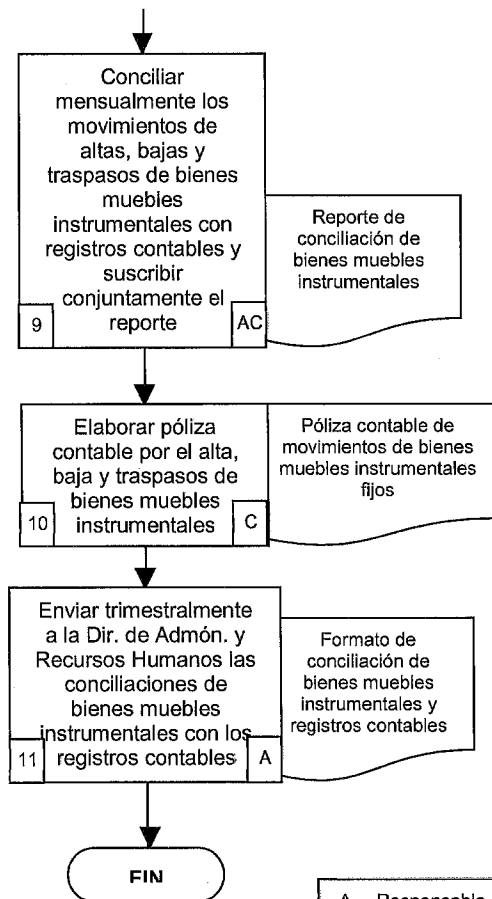 Conciliar
mensualmente los
movimientos de
altas, bajas y
traspasos de bienes
muebles
instrumentales con
registros contables y
suscribir
conjuntamente el
reporte
9
AC
Reporte de
conciliación de
bienes muebles
instrumentales
Elaborar póliza
contable por el alta,
baja y traspasos de
bienes muebles
instrumentales
10
C
Póliza contable de
movimientos de bienes
muebles instrumentales
fijos
Enviar trimestralmente
a la Dir. de Admón. y
Recursos Humanos las
conciliaciones de
bienes muebles
instrumentales con los
registros contables
11
A
Formato de
conciliación de
bienes muebles
instrumentales y
registros contables
FIN
A Responsable